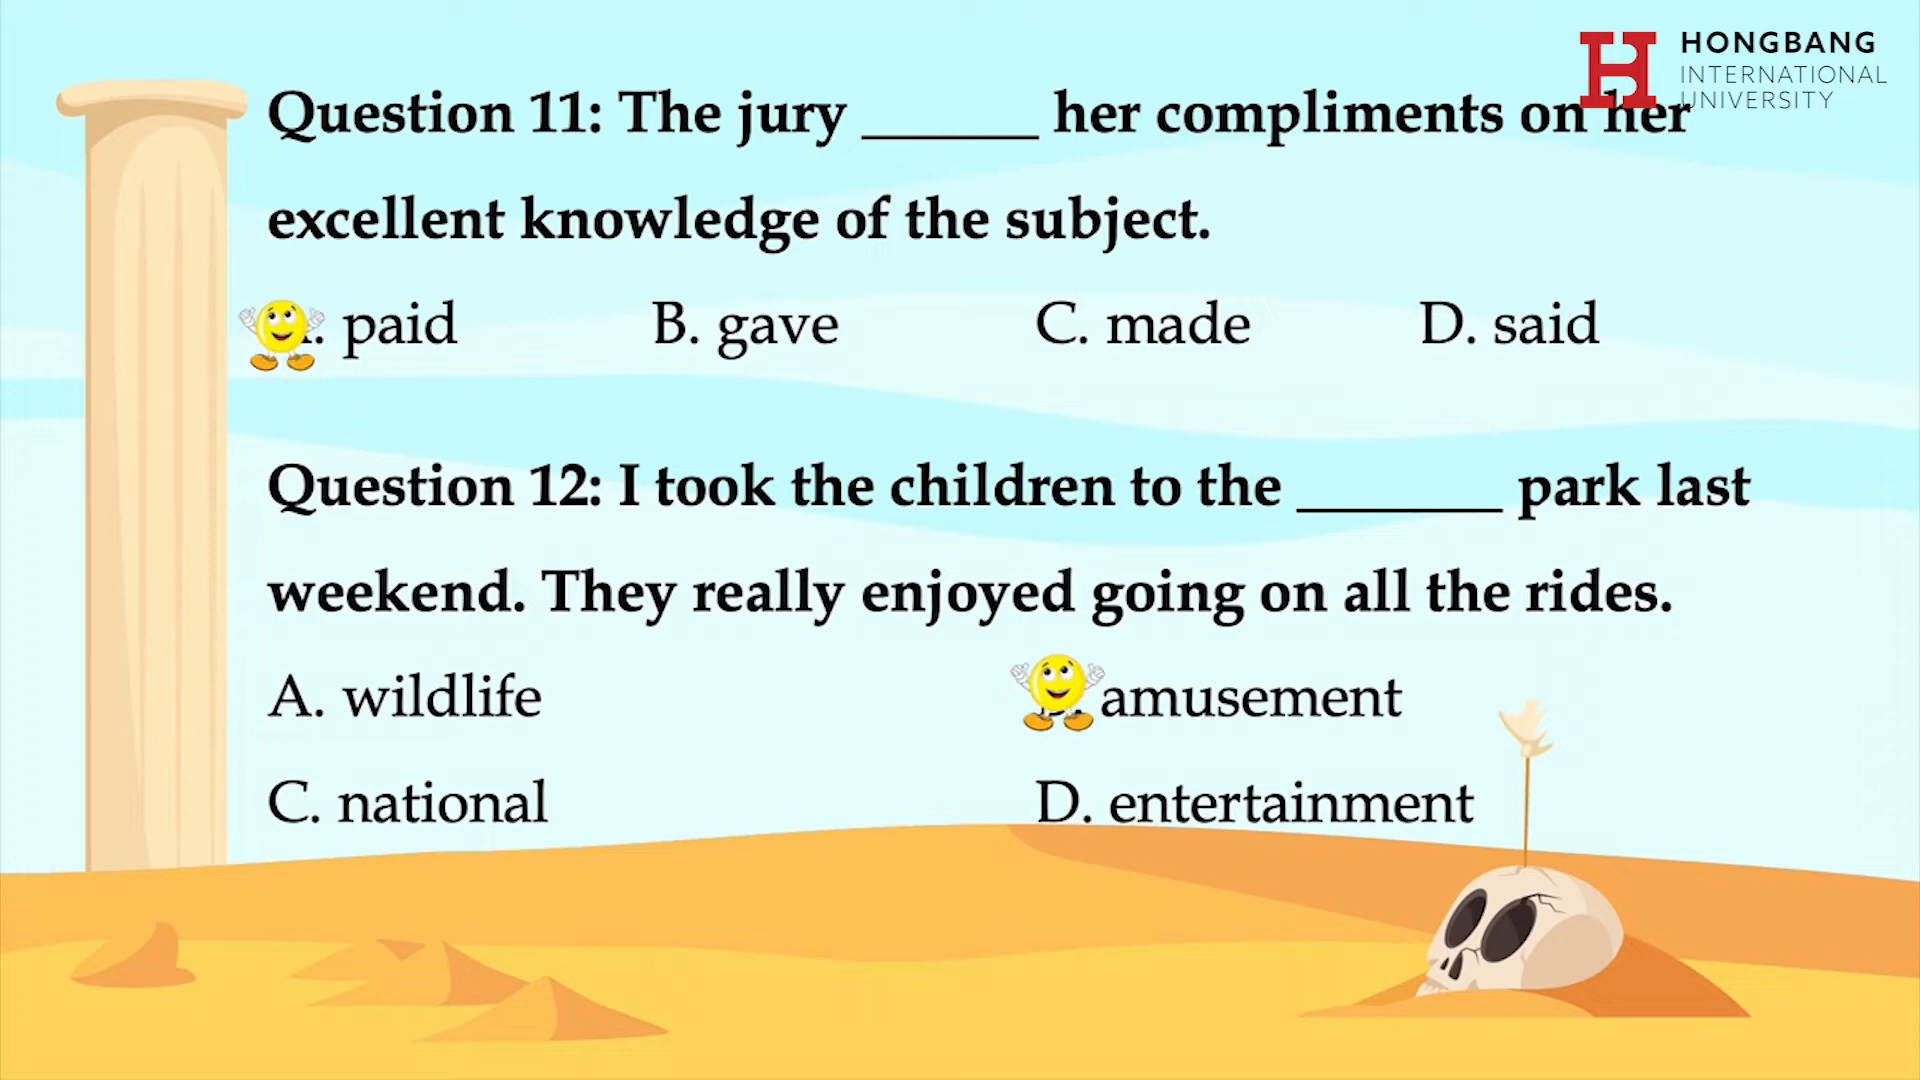 HONGBANG
INTERNATIONAL
UNIVERSITY
Question 11: The jury ______ her compliments on her
excellent knowledge of the subject.
. paid B. gave C. made D. said
Question 12: I took the children to the _______ park last
weekend. They really enjoyed going on all the rides.
A. wildlife . amusement
C. national D. entertainment